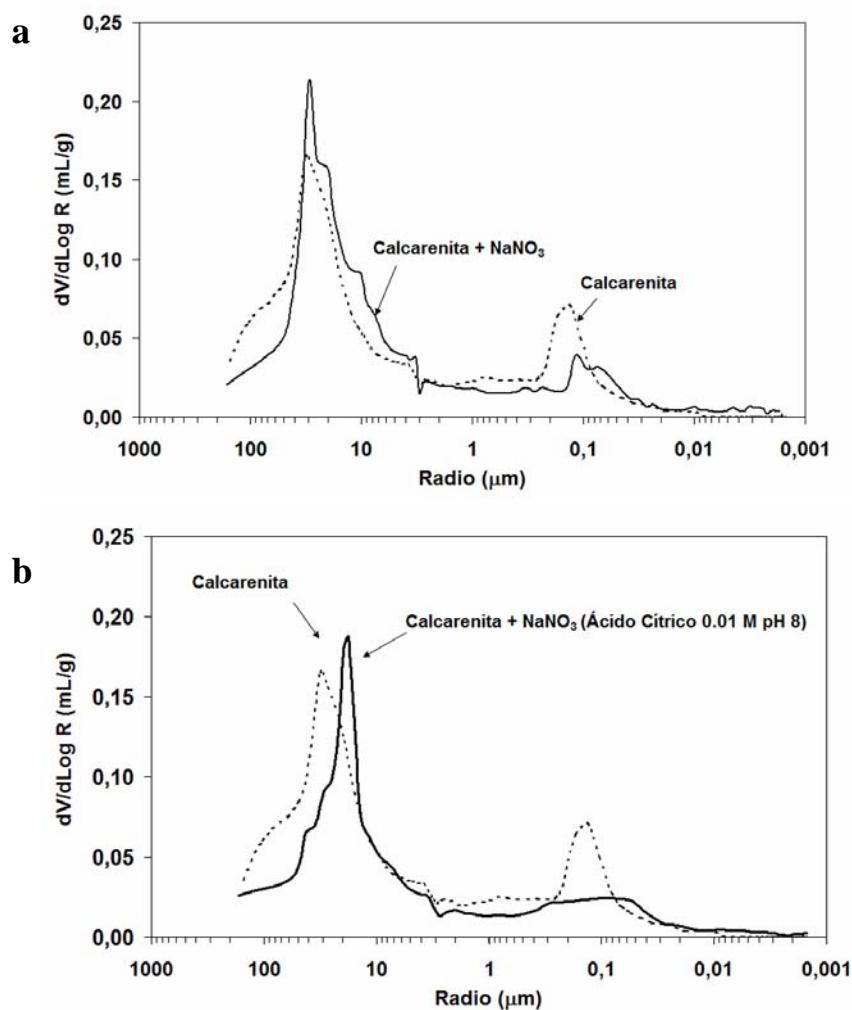 a
0,25
0,20
0,15
0,10
0,05
0,00
dV/dLog R (mL/g)
Calcarenita + NaNO3
Calcarenita
1000 100 10 1 0,1 0,01 0,001
Radio (μm)
b
0,25
0,20
0,15
0,10
0,05
0,00
dV/dLog R (mL/g)
Calcarenita
Calcarenita + NaNO3 (Ácido Cítrico 0.01 M pH 8)
1000 100 10 1 0,1 0,01 0,001
Radio (μm)